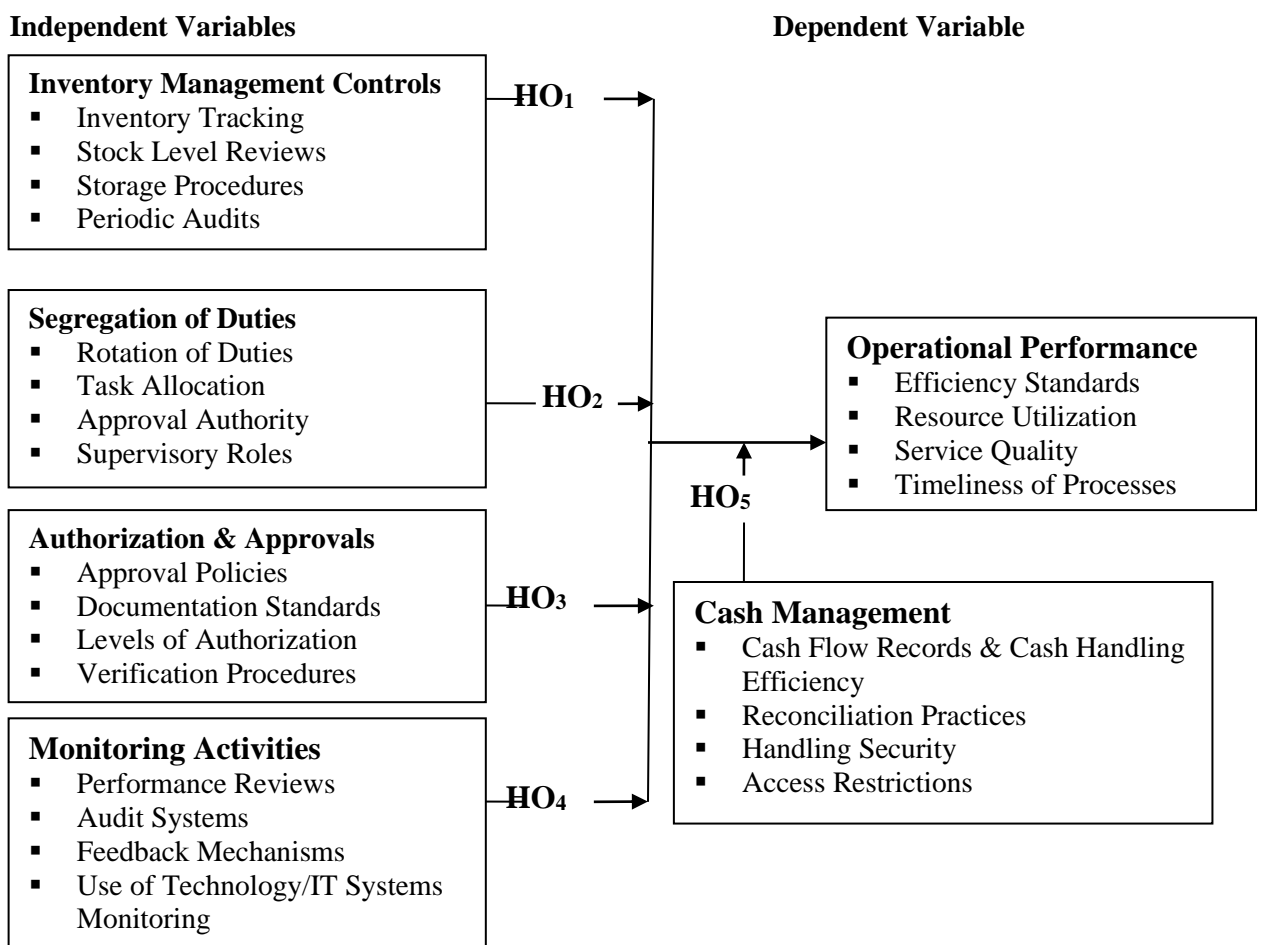 Independent Variables
Dependent Variable
Inventory Management Controls
▪ Inventory Tracking
▪ Stock Level Reviews
▪ Storage Procedures
▪ Periodic Audits
HO1
Segregation of Duties
▪ Rotation of Duties
▪ Task Allocation
▪ Approval Authority
▪ Supervisory Roles
HO2
Operational Performance
▪ Efficiency Standards
▪ Resource Utilization
▪ Service Quality
▪ Timeliness of Processes
HO5
Authorization & Approvals
▪ Approval Policies
▪ Documentation Standards
▪ Levels of Authorization
▪ Verification Procedures
HO3
Cash Management
▪ Cash Flow Records & Cash Handling
Efficiency
▪ Reconciliation Practices
▪ Handling Security
▪ Access Restrictions
Monitoring Activities
▪ Performance Reviews
▪ Audit Systems
▪ Feedback Mechanisms
▪ Use of Technology/IT Systems
Monitoring
HO4